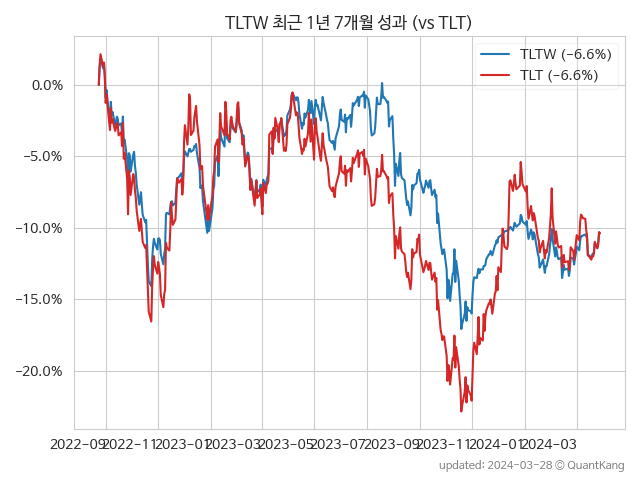 TLTW 최근 1년 7개월 성과 (vs TLT)
TLTW (−6.6%)
TLT (−6.6%)
0.0%
−5.0%
−10.0%
−15.0%
−20.0%
2022-09 2022-11 2023-01 2023-03 2023-05 2023-07 2023-09 2023-11 2024-01 2024-03
updated: 2024-03-28 © QuantKang